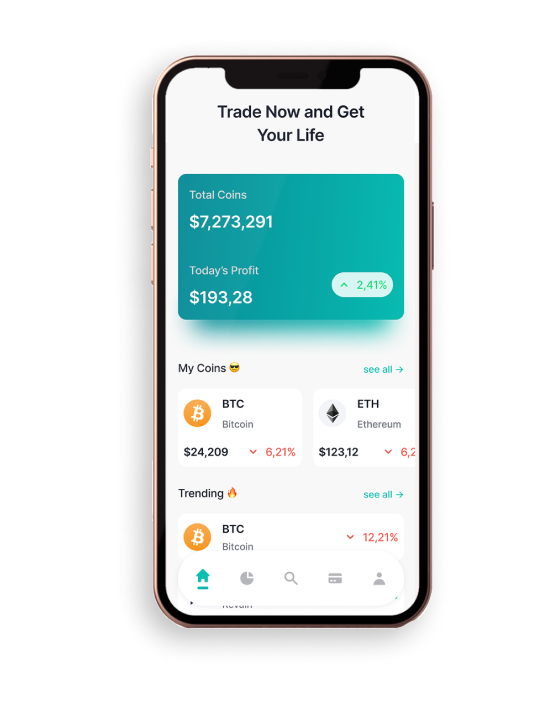 Trade Now and Get
Your Life
Total Coins
$7,273,291
Today's Profit
$193,28
2,41%
My Coins 😎
see all →
BTC
Bitcoin
$24,209
6,21%
ETH
Ethereum
$123,12
6,2
Trending 🔥
see all →
BTC
Bitcoin
12,21%